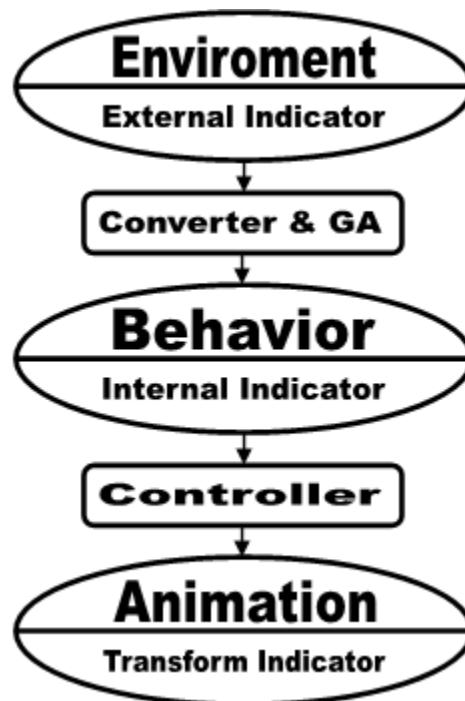 Enviroment
External Indicator
Converter & GA
Behavior
Internal Indicator
Controller
Animation
Transform Indicator